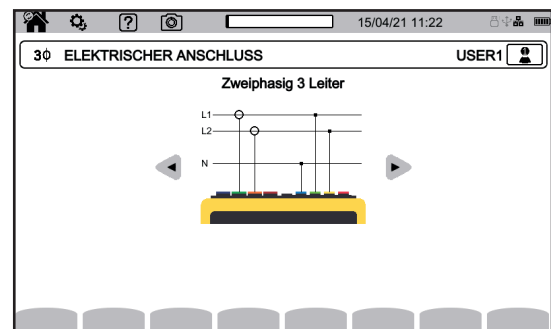 ?
15/04/21 11:22
3Φ ELEKTRISCHER ANSCHLUSS USER1
Zweiphasig 3 Leiter
L1
L2
N